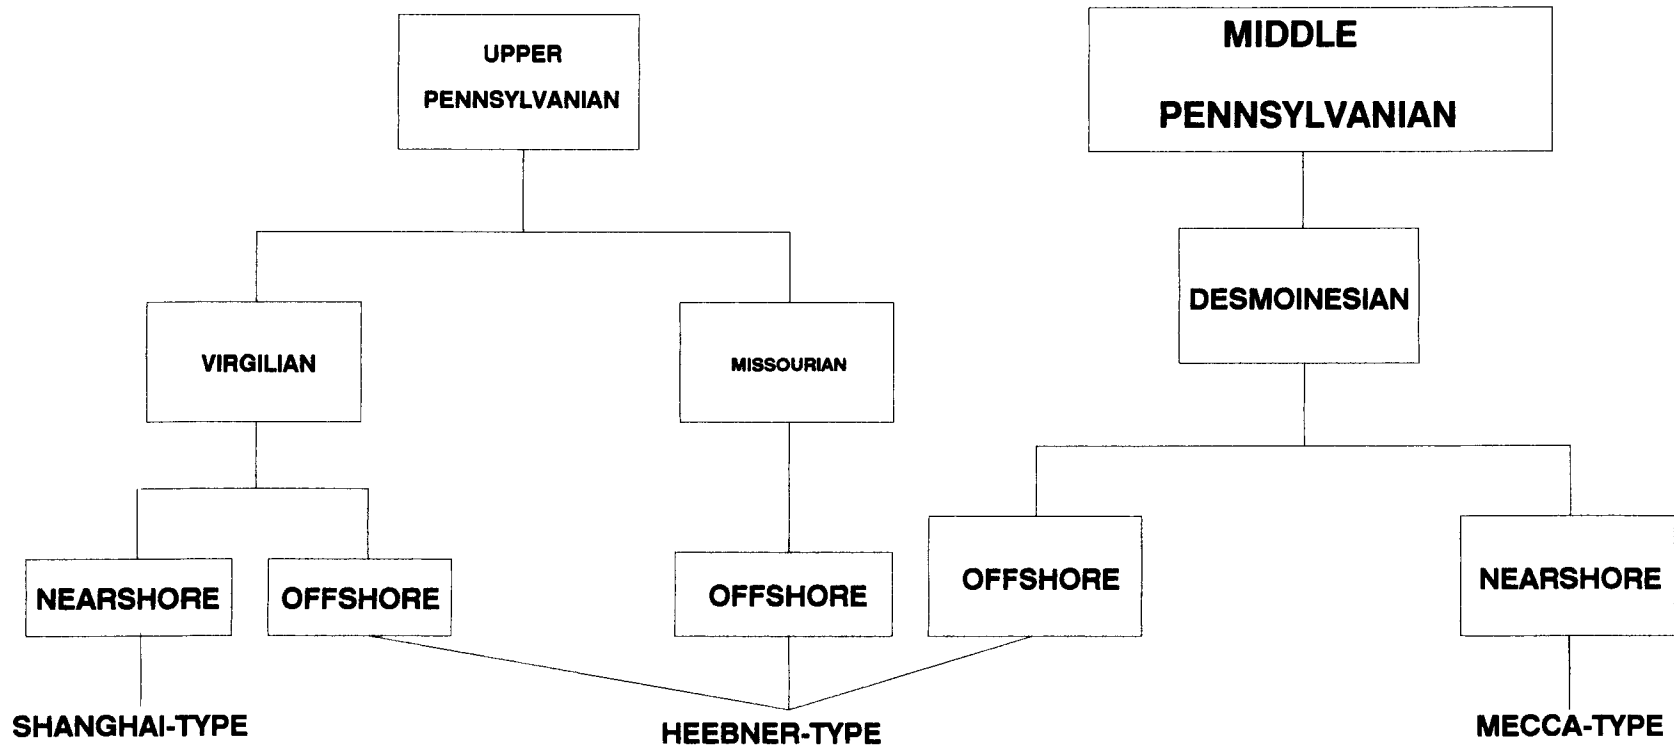 UPPER
PENNSYLVANIAN
MIDDLE
PENNSYLVANIAN
DESMOINESIAN
VIRGILIAN
MISSOURIAN
NEARSHORE
OFFSHORE
OFFSHORE
OFFSHORE
NEARSHORE
SHANGHAI-TYPE
HEEBNER-TYPE
MECCA-TYPE